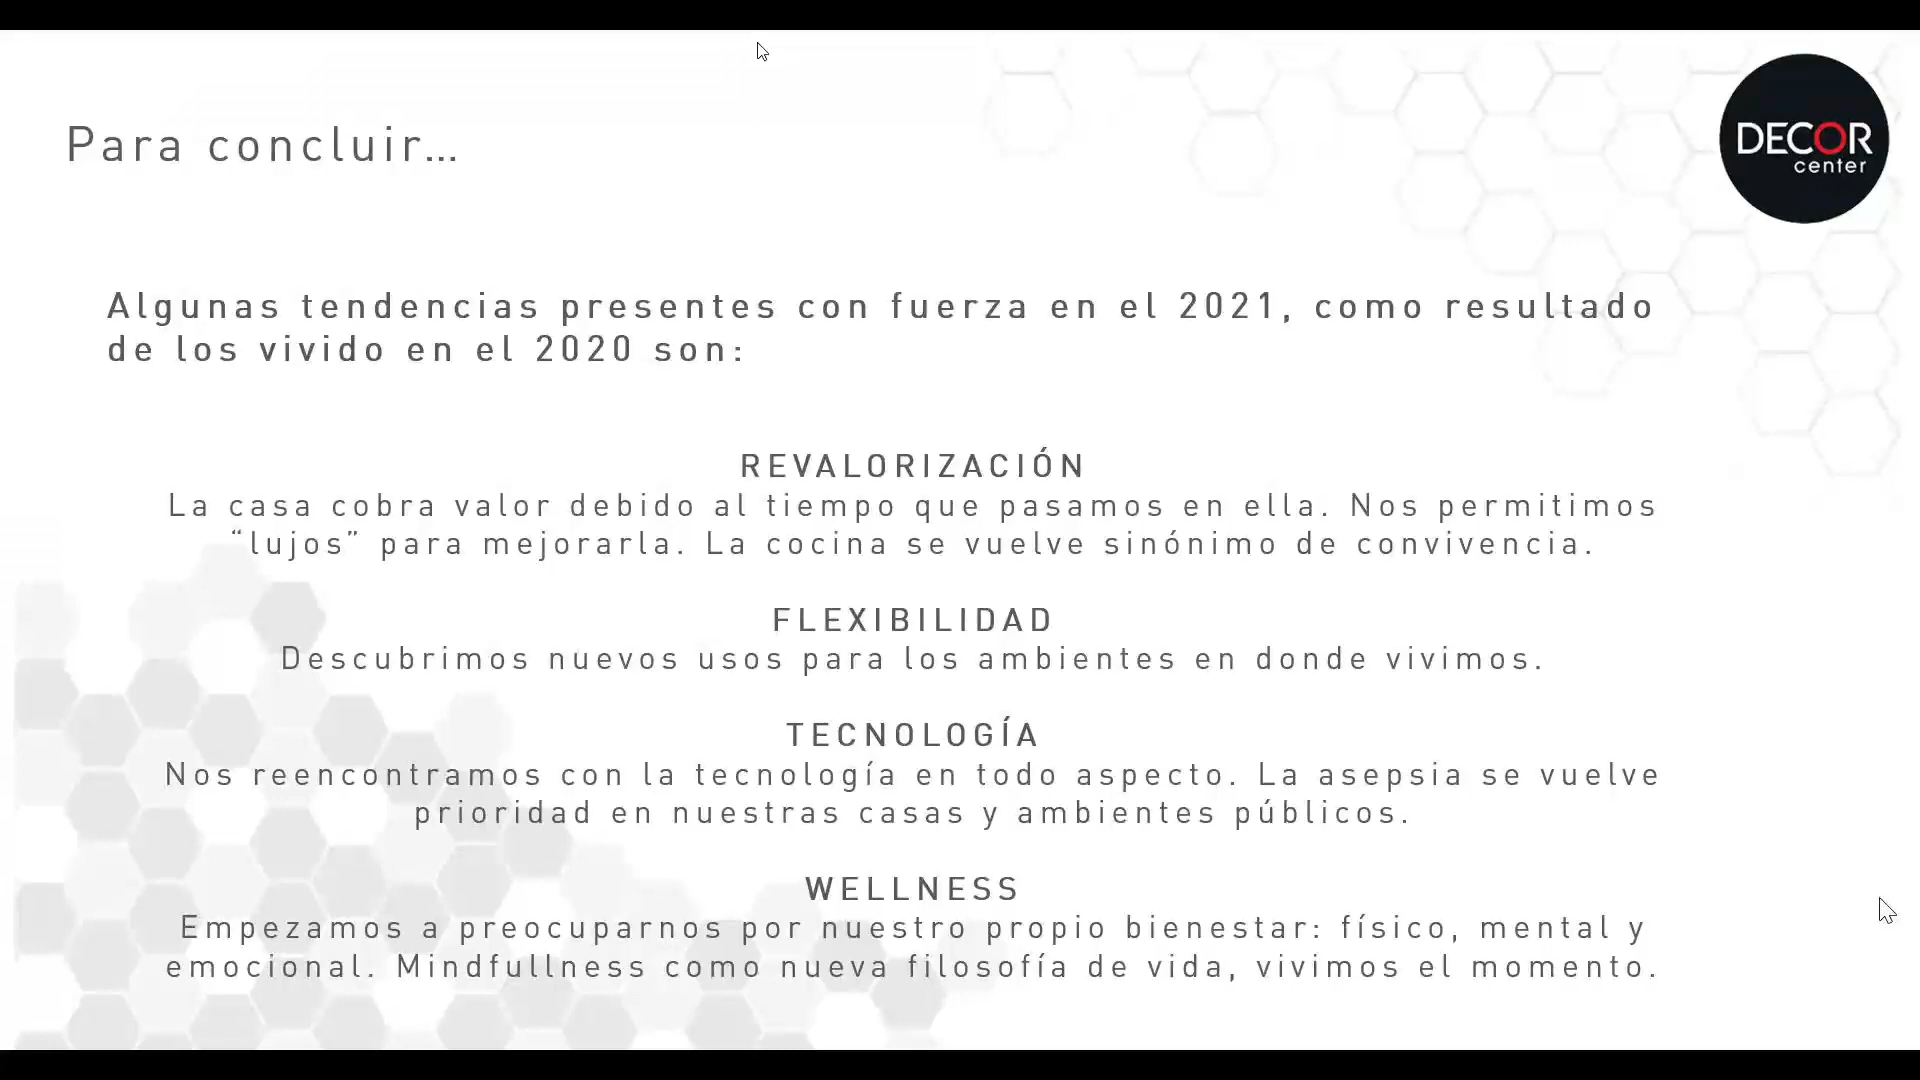 Para concluir...
DECOR
center
Algunas tendencias presentes con fuerza en el 2021, como resultado
de los vivido en el 2020 son:
REVALORIZACIÓN
La casa cobra valor debido al tiempo que pasamos en ella. Nos permitimos
“lujos” para mejorarla. La cocina se vuelve sinónimo de convivencia.
FLEXIBILIDAD
Descubrimos nuevos usos para los ambientes en donde vivimos.
TECNOLOGÍA
Nos reencontramos con la tecnología en todo aspecto. La asepsia se vuelve
prioridad en nuestras casas y ambientes públicos.
WELLNESS
Empezamos a preocuparnos por nuestro propio bienestar: físico, mental y
emocional. Mindfullness como nueva filosofía de vida, vivimos el momento.